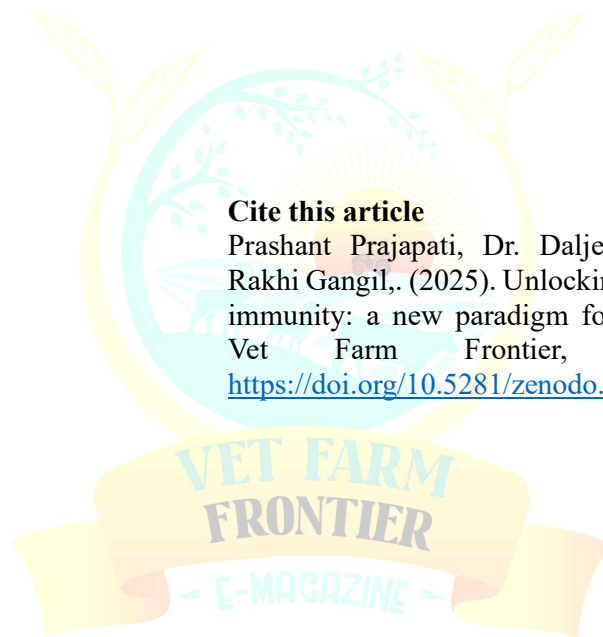 Cite this article
Prashant Prajapati, Dr. Dalje
Rakhi Gangil,. (2025). Unlockin
immunity: a new paradigm fo
Vet Farm Frontier,
https://doi.org/10.5281/zenodo.
VET FARM
FRONTIER
E-MAGAZINE